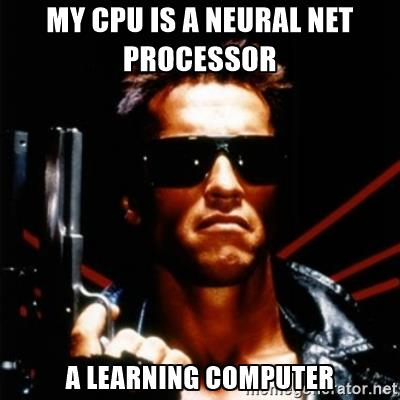 MY CPU IS A NEURAL NET
PROCESSOR
A LEARNING COMPUTER
memegenerator.net